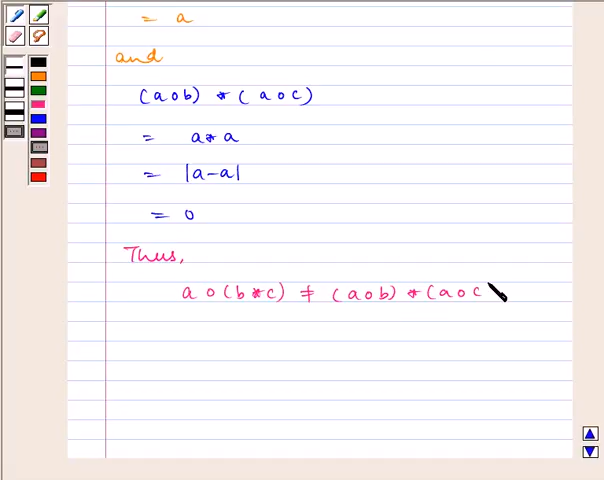 = a
and
(a o b) * (a o c)
= a * a
= |a - a|
= 0
Thus,
a o (b * c) ≠ (a o b) * (a o c